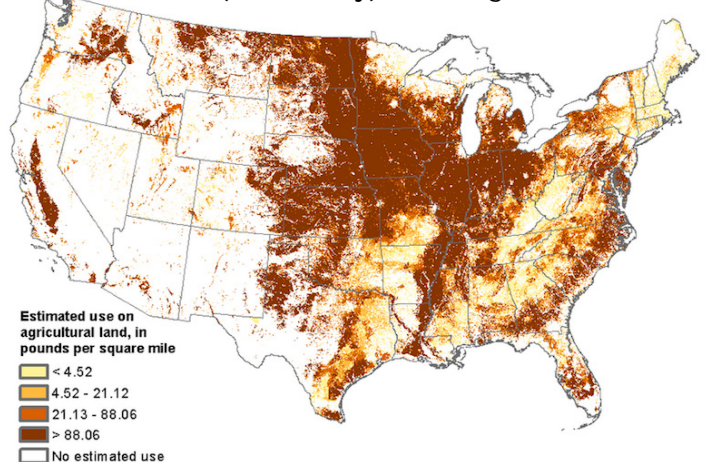 Estimated use on
agricultural land, in
pounds per square mile
< 4.52
4.52 - 21.12
21.13 - 88.06
> 88.06
No estimated use